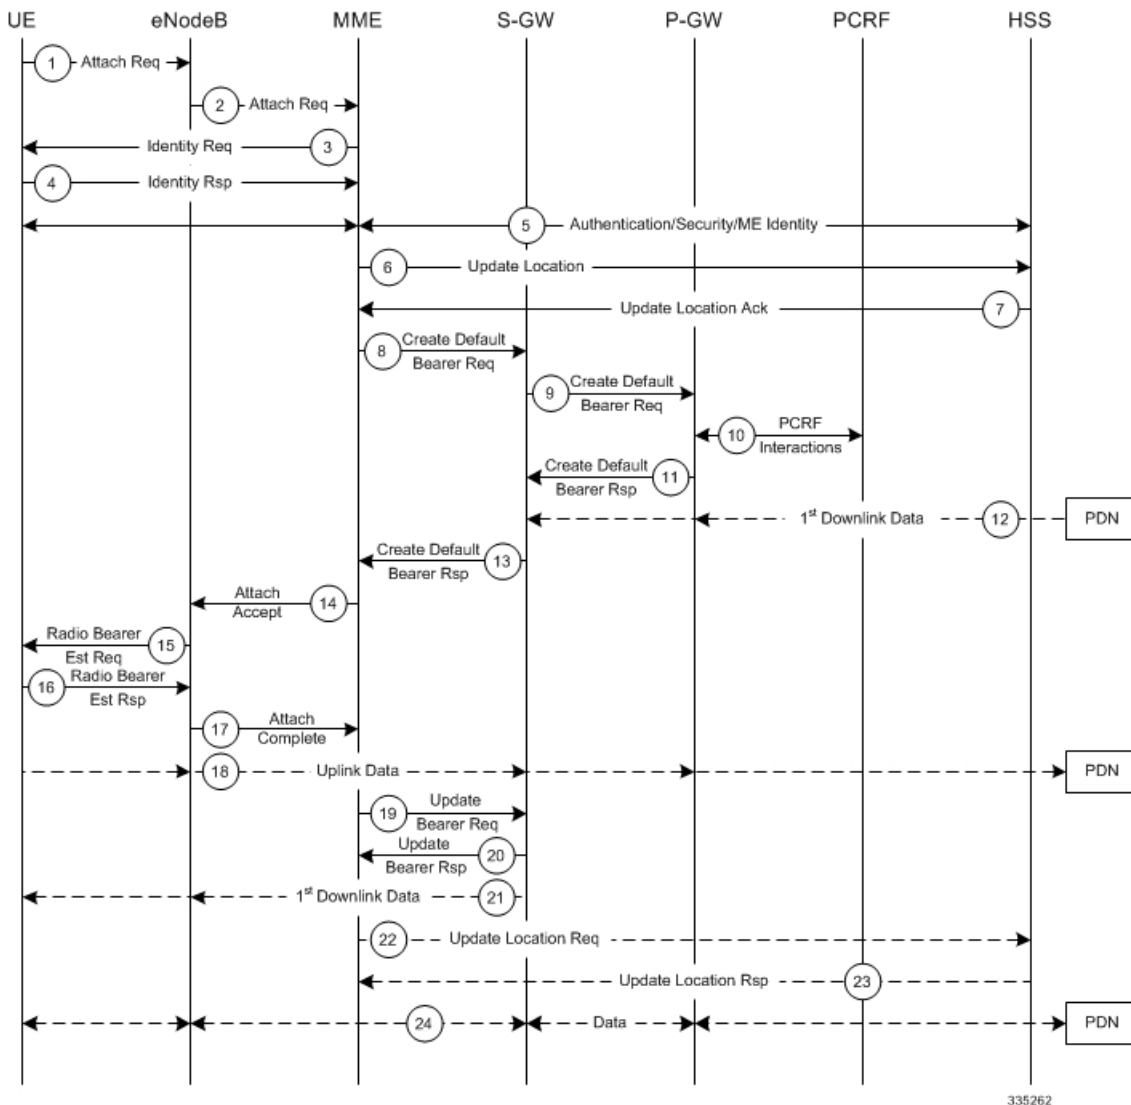 UE eNodeB MME S-GW P-GW PCRF HSS
1 Attach Req
2 Attach Req
Identity Req 3
4 Identity Rsp
5 Authentication/Security/ME Identity
6 Update Location
Update Location Ack 7
8 Create Default
Bearer Req
9 Create Default
Bearer Req
10 PCRF
Interactions
Create Default 11
Bearer Rsp
1st Downlink Data 12 PDN
Create Default 13
Bearer Rsp
Attach 14
Accept
Radio Bearer 15
Est Req
16 Radio Bearer
Est Rsp
17 Attach
Complete
18 Uplink Data PDN
19 Update
Bearer Req
Update 20
Bearer Rsp
1st Downlink Data 21
22 Update Location Req
Update Location Rsp 23
24 Data PDN
335262